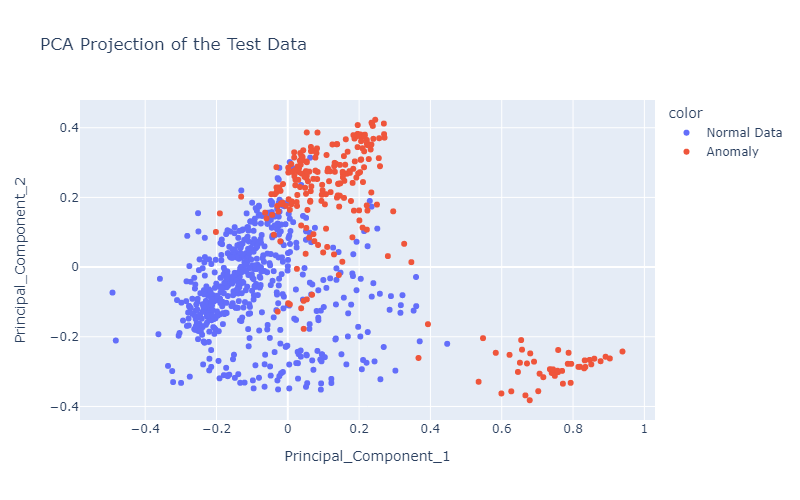 PCA Projection of the Test Data
color
Normal Data
Anomaly
0.4
0.2
0
−0.2
−0.4
Principal_Component_2
−0.4
−0.2
0
0.2
0.4
0.6
0.8
1
Principal_Component_1